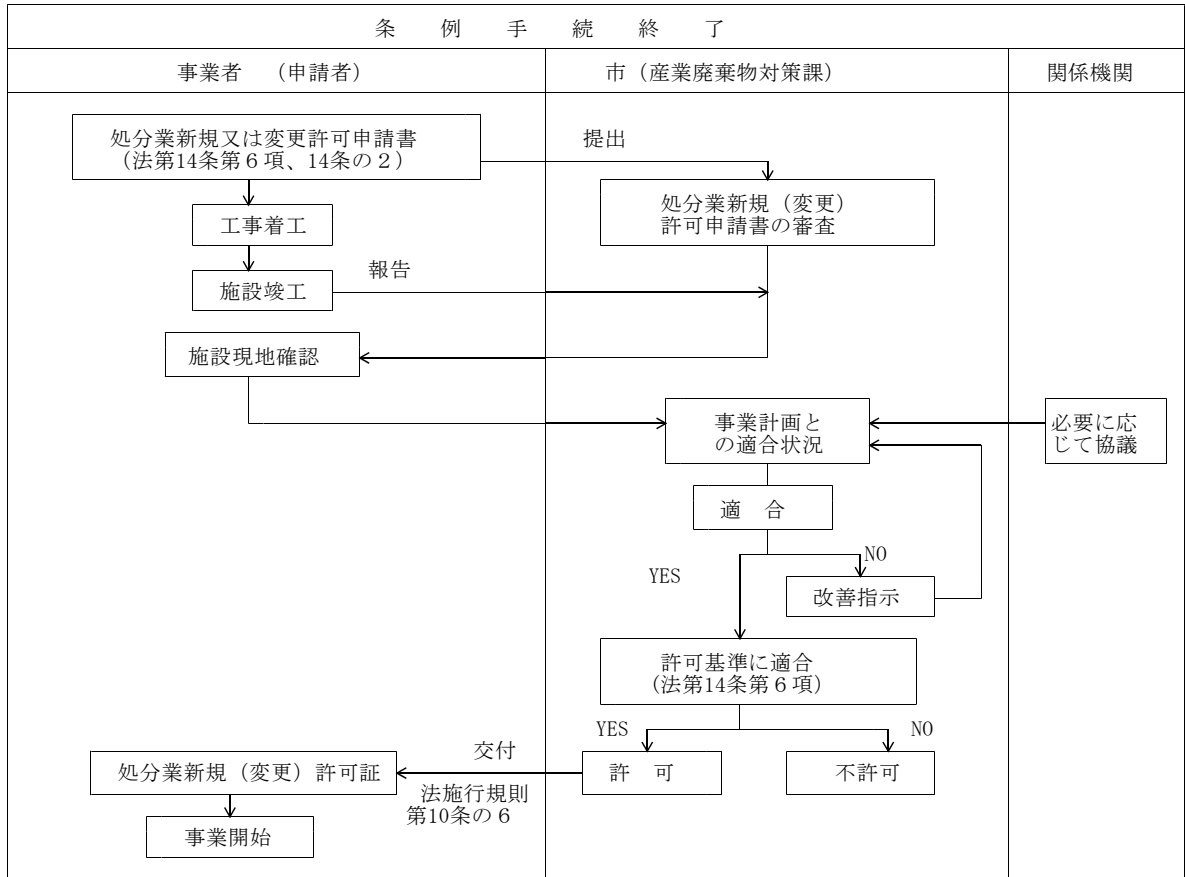 条例手続終了
事業者　（申請者）
市（産業廃棄物対策課）
関係機関
処分業新規又は変更許可申請書
（法第14条第６項、14条の２）
提出
処分業新規（変更）
許可申請書の審査
工事着工
報告
施設竣工
施設現地確認
事業計画と
の適合状況
必要に応
じて協議
適　合
NO
YES
改善指示
許可基準に適合
（法第14条第６項）
YES
NO
交付
処分業新規（変更）許可証
許　可
不許可
法施行規則
第10条の６
事業開始